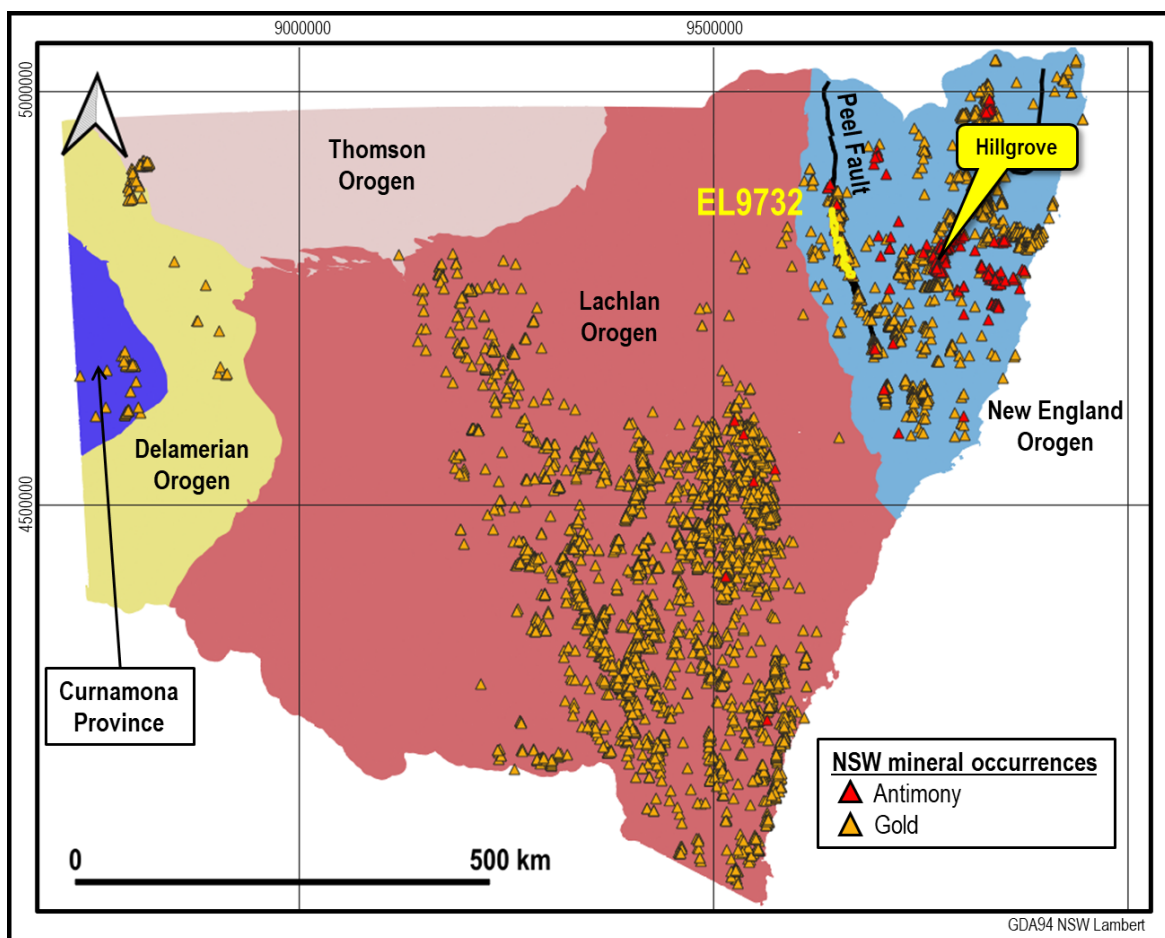 9000000
9500000
5000000
4500000
Thomson
Orogen
Peel Fault
Hillgrove
EL9732
Lachlan
Orogen
New England
Orogen
Delamerian
Orogen
Curnamona
Province
NSW mineral occurrences
Antimony
Gold
0
500 km
GDA94 NSW Lambert